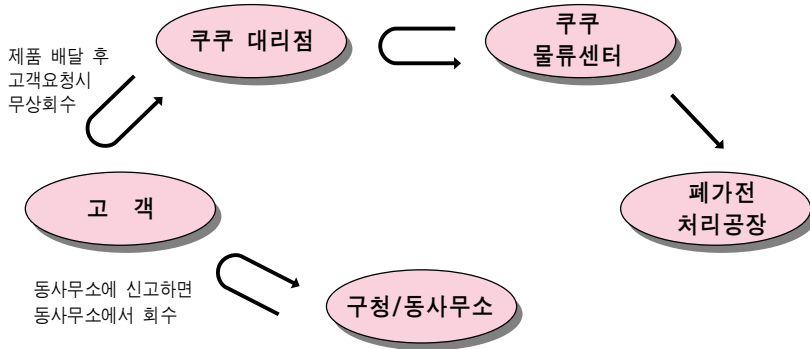 쿠쿠 대리점
쿠쿠
물류센터
제품 배달 후
고객요청시
무상회수
고 객
폐가전
처리공장
동사무소에 신고하면
동사무소에서 회수
구청/동사무소